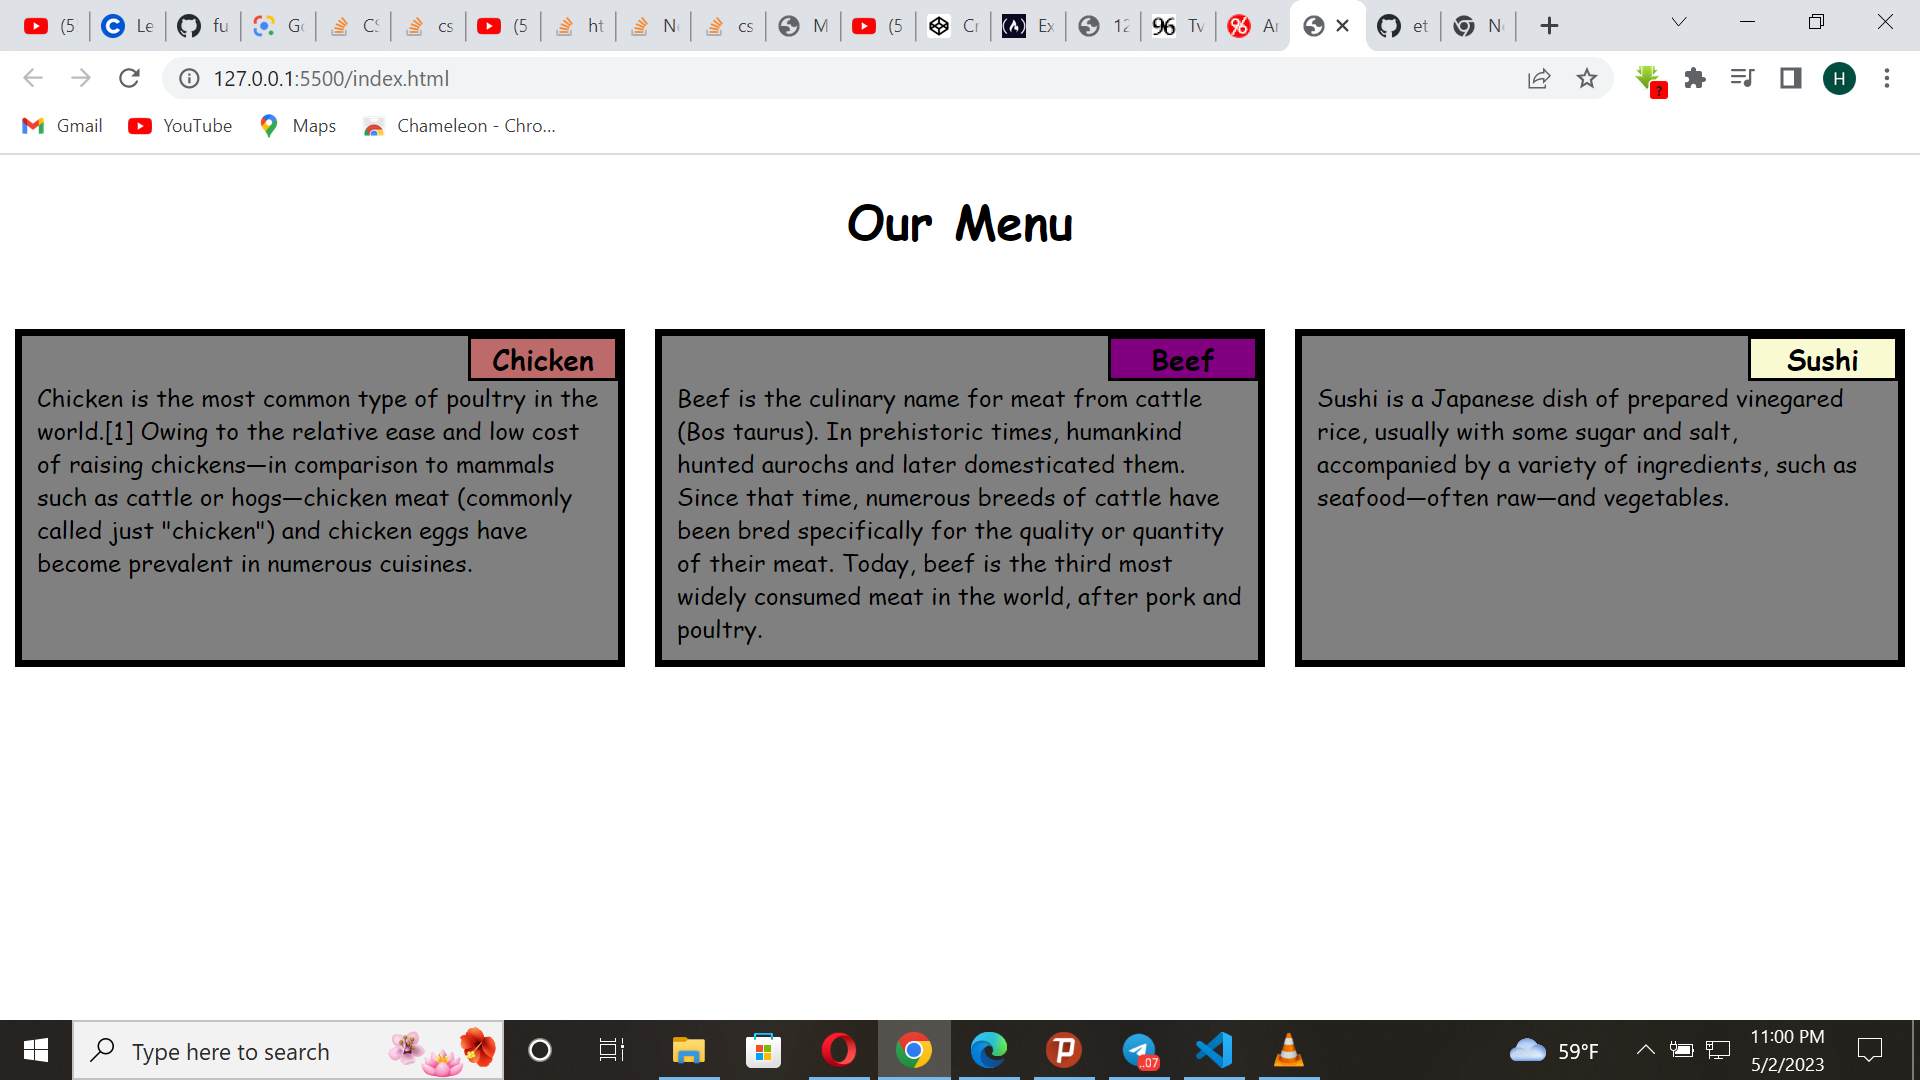 (5
Le
fu
Go
CS
cs
(5
ht
Ne
cs
M
(5
Cr
Ex
12
96 Tv
96 Ar
et
Ne
127.0.0.1:5500/index.html
?
H
Gmail
YouTube
Maps
Chameleon - Chro...
Our Menu
Chicken
Chicken is the most common type of poultry in the
world.[1] Owing to the relative ease and low cost
of raising chickens—in comparison to mammals
such as cattle or hogs—chicken meat (commonly
called just "chicken") and chicken eggs have
become prevalent in numerous cuisines.
Beef
Beef is the culinary name for meat from cattle
(Bos taurus). In prehistoric times, humankind
hunted aurochs and later domesticated them.
Since that time, numerous breeds of cattle have
been bred specifically for the quality or quantity
of their meat. Today, beef is the third most
widely consumed meat in the world, after pork and
poultry.
Sushi
Sushi is a Japanese dish of prepared vinegared
rice, usually with some sugar and salt,
accompanied by a variety of ingredients, such as
seafood—often raw—and vegetables.
Type here to search
..07
59°F
11:00 PM
5/2/2023